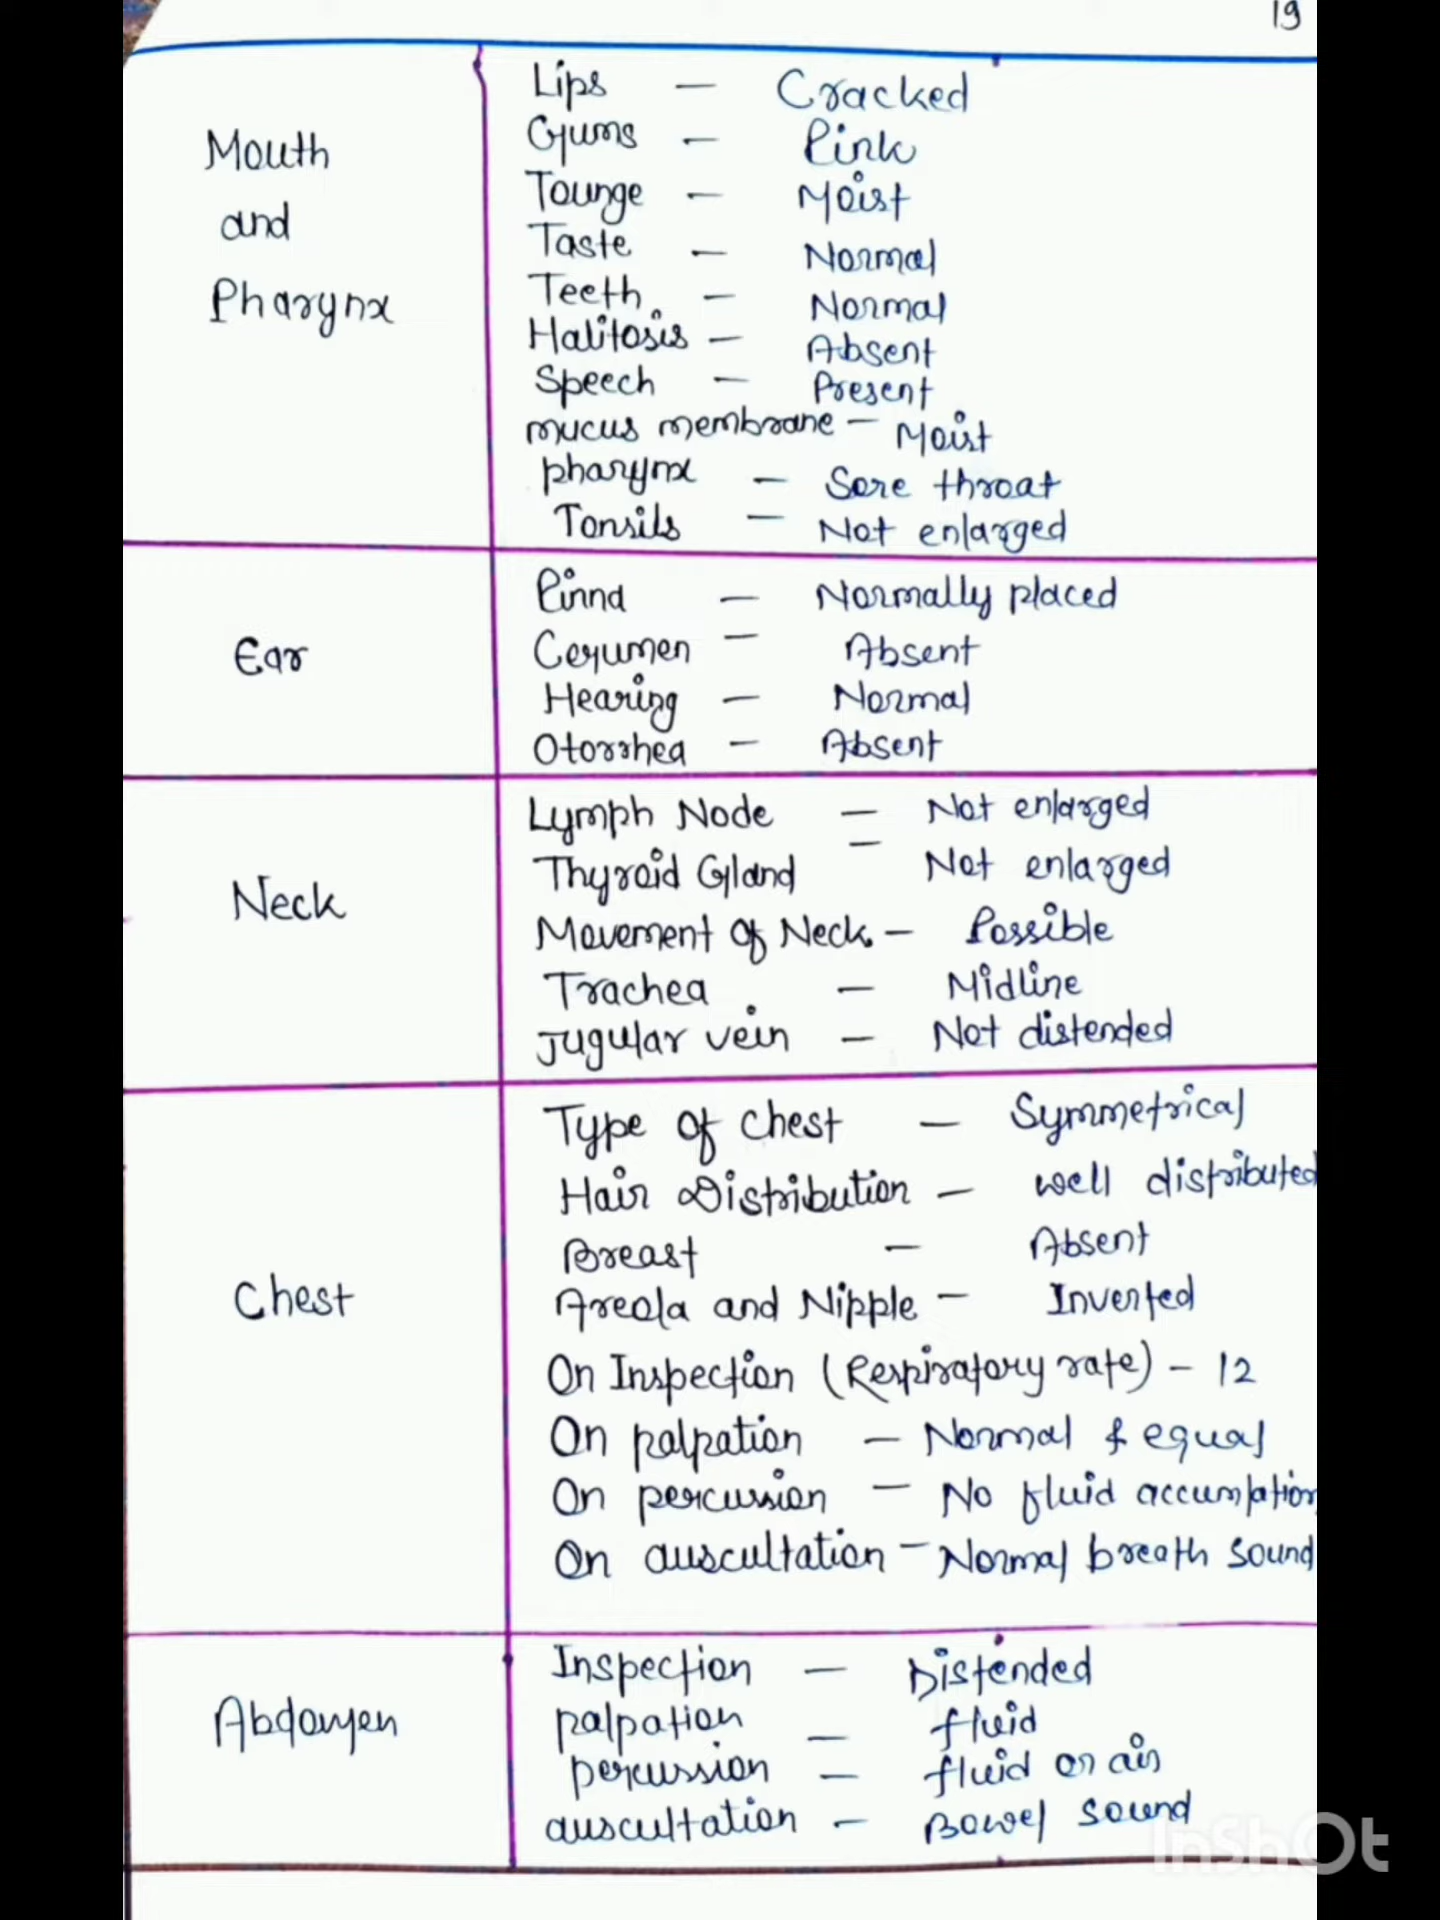 19
Mouth and Pharynx
Lips — Cracked
Gums — Pink
Tounge — Moist
Taste — Normal
Teeth — Normal
Halitosis — Absent
Speech — Present
mucus membrane — Moist
pharynx — Sore throat
Tonsils — Not enlarged
Ear
Pinna — Normally placed
Cerumen — Absent
Hearing — Normal
Otorrhea — Absent
Neck
Lymph Node — Not enlarged
Thyroid Gland — Not enlarged
Movement of Neck — Possible
Trachea — Midline
Jugular vein — Not distended
Chest
Type of chest — Symmetrical
Hair Distribution — well distributed
Breast — Absent
Areola and Nipple — Inverted
On Inspection (Respiratory rate) — 12
On palpation — Normal & equal
On percussion — No fluid accumlation
On auscultation — Normal breath sound
Abdomen
Inspection — Distended
palpation — fluid
percussion — fluid or air
auscultation — Bowel sound
InShOt